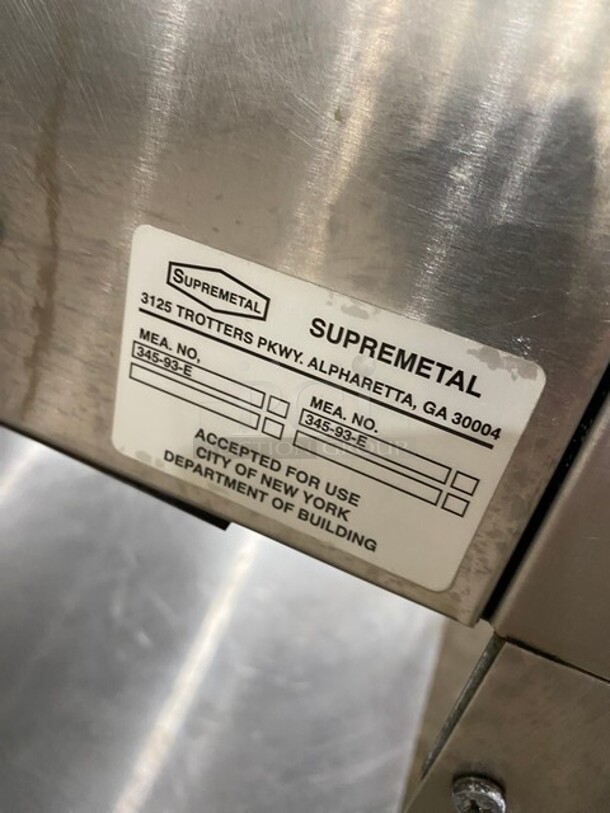 SUPREMETAL
SUPREMETAL
3125 TROTTERS PKWY. ALPHARETTA, GA 30004
MEA. NO,
345-93-E
MEA. NO.
345-93-E
ACCEPTED FOR USE
CITY OF NEW YORK
DEPARTMENT OF BUILDING